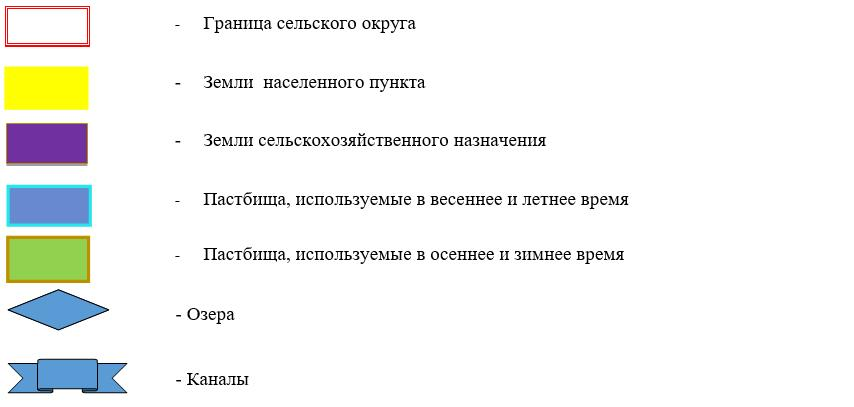 - Граница сельского округа
- Земли  населенного пункта
- Земли сельскохозяйственного назначения
- Пастбища, используемые в весеннее и летнее время
- Пастбища, используемые в осеннее и зимнее время
- Озера
- Каналы